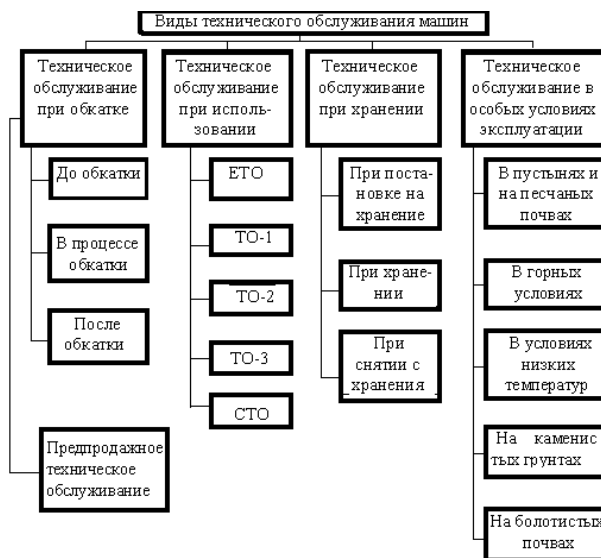 Виды технического обслуживания машин
Техническое
обслуживание
при обкатке
До обкатки
В процессе
обкатки
После
обкатки
Предпродажное
техническое
обслуживание
Техническое
обслуживание
при исполь-
зовании
ЕТО
ТО-1
ТО-2
ТО-3
СТО
Техническое
обслуживание
при хранении
При поста-
новке на
хранение
При хране-
нии
При
снятии с
хранения
Техническое
обслуживание в
особых условиях
эксплуатации
В пустынях и
на песчаных
почвах
В горных
условиях
В условиях
низких
температур
На каменис
тых грунтах
На болотистых
почвах